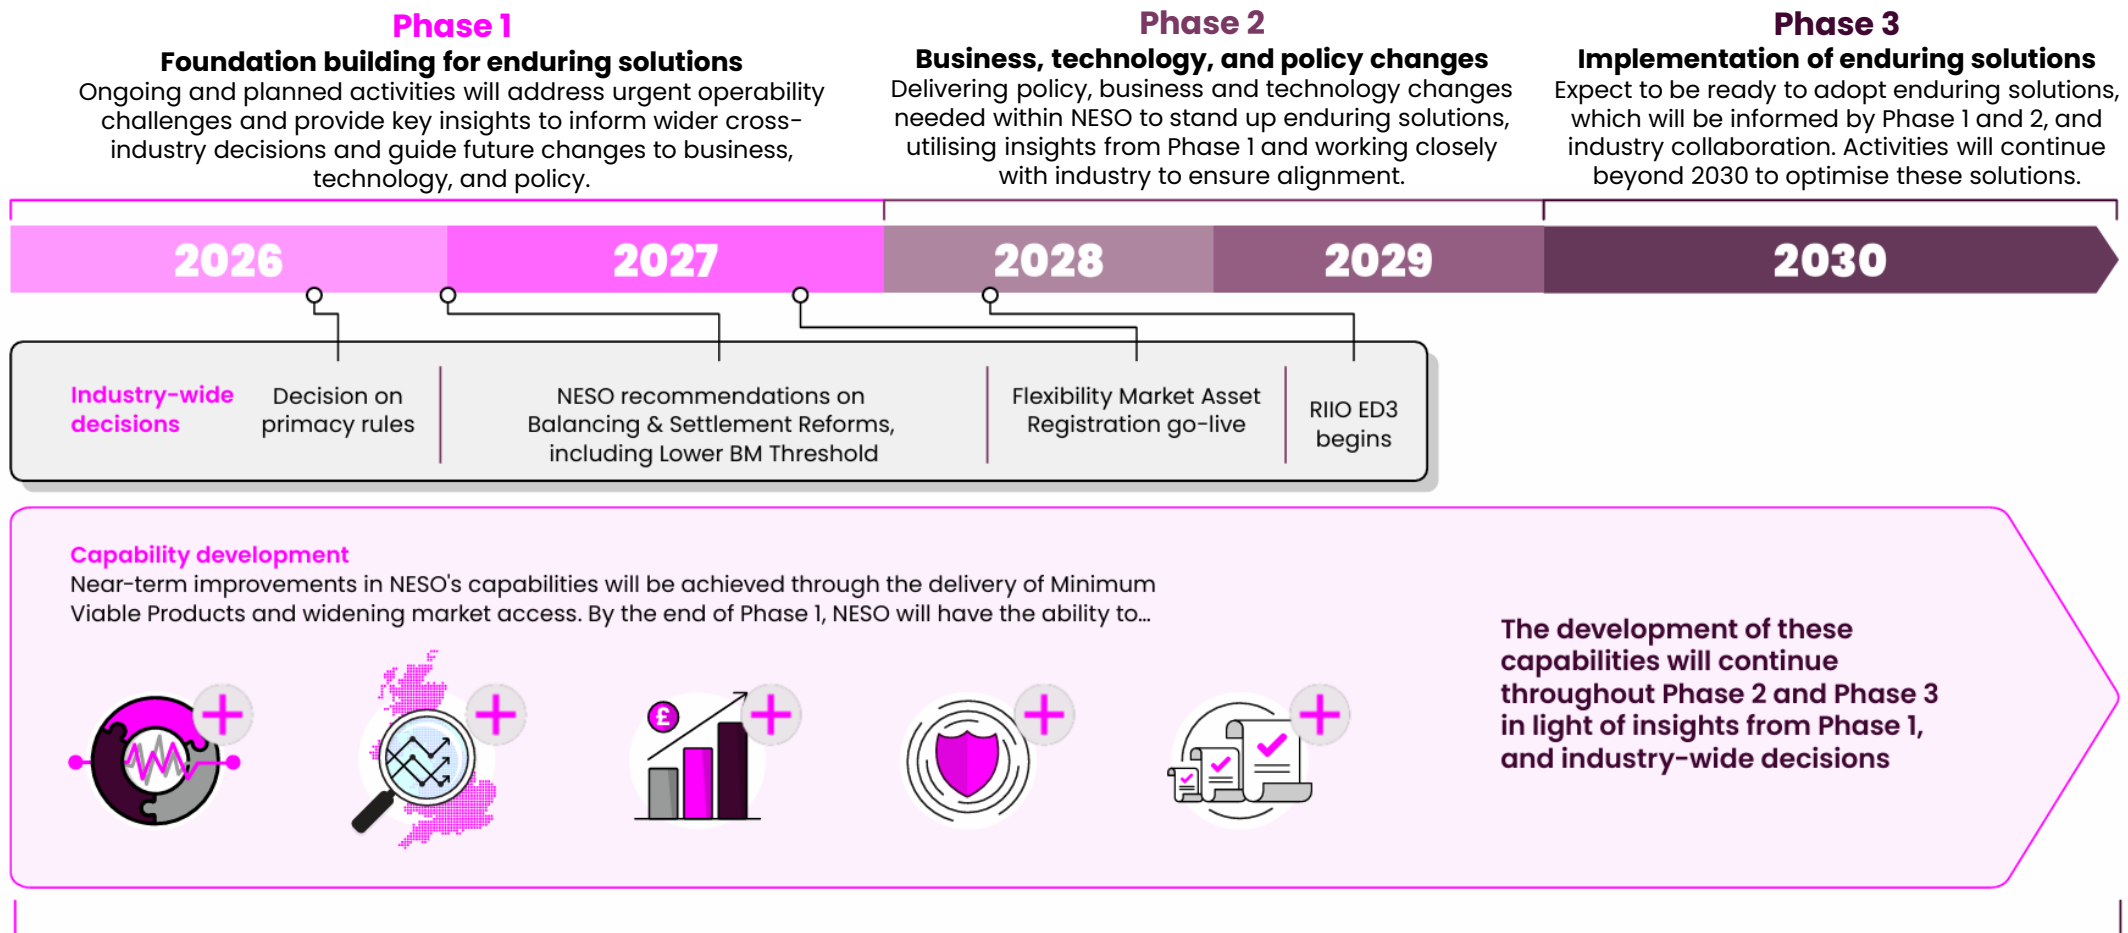 Phase 1
Foundation building for enduring solutions
Ongoing and planned activities will address urgent operability
challenges and provide key insights to inform wider cross-
industry decisions and guide future changes to business,
technology, and policy.
Phase 2
Business, technology, and policy changes
Delivering policy, business and technology changes
needed within NESO to stand up enduring solutions,
utilising insights from Phase 1 and working closely
with industry to ensure alignment.
Phase 3
Implementation of enduring solutions
Expect to be ready to adopt enduring solutions,
which will be informed by Phase 1 and 2, and
industry collaboration. Activities will continue
beyond 2030 to optimise these solutions.
2026
2027
2028
2029
2030
Industry-wide
decisions
Decision on
primacy rules
NESO recommendations on
Balancing & Settlement Reforms,
including Lower BM Threshold
Flexibility Market Asset
Registration go-live
RIIO ED3
begins
Capability development
Near-term improvements in NESO's capabilities will be achieved through the delivery of Minimum
Viable Products and widening market access. By the end of Phase 1, NESO will have the ability to...
£
The development of these
capabilities will continue
throughout Phase 2 and Phase 3
in light of insights from Phase 1,
and industry-wide decisions